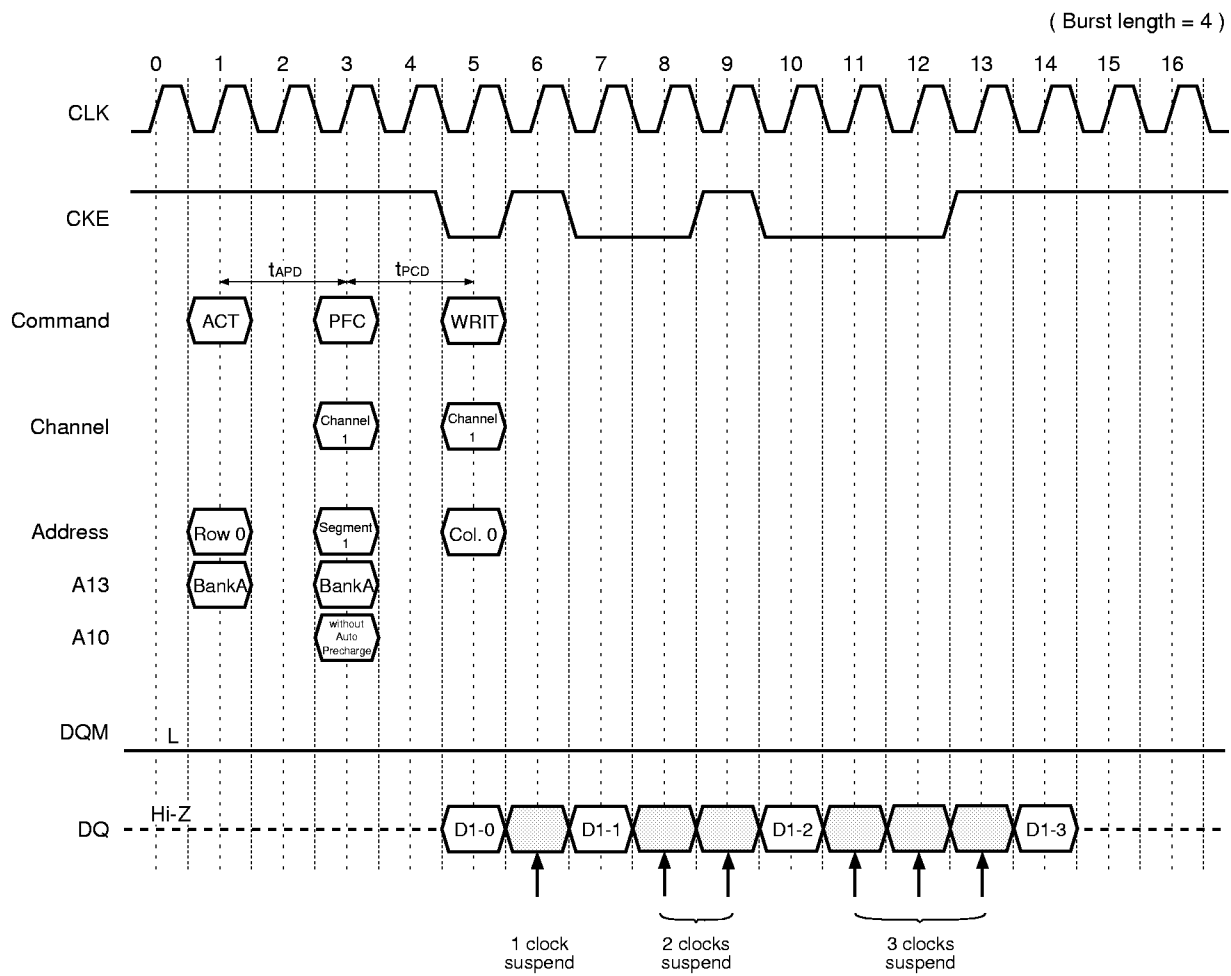 ( Burst length = 4 )
0 1 2 3 4 5 6 7 8 9 10 11 12 13 14 15 16
CLK
CKE
tAPD tPCD
Command ACT PFC WRIT
Channel Channel 1 Channel 1
Address Row 0 Segment 1 Col. 0
A13 BankA BankA
A10 without Auto Precharge
DQM L
Hi-Z
DQ D1-0 D1-1 D1-2 D1-3
1 clock suspend 2 clocks suspend 3 clocks suspend